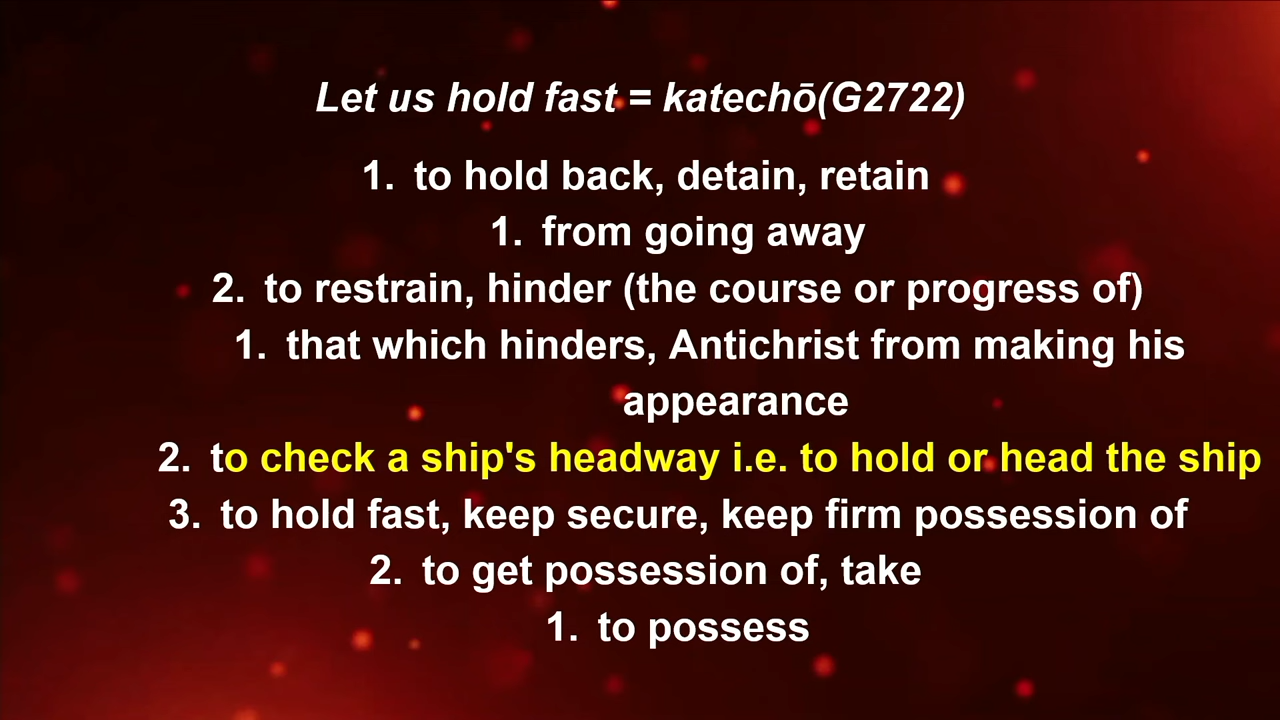 Let us hold fast = katechō(G2722)
1. to hold back, detain, retain
1. from going away
2. to restrain, hinder (the course or progress of)
1. that which hinders, Antichrist from making his
appearance
2. to check a ship's headway i.e. to hold or head the ship
3. to hold fast, keep secure, keep firm possession of
2. to get possession of, take
1. to possess